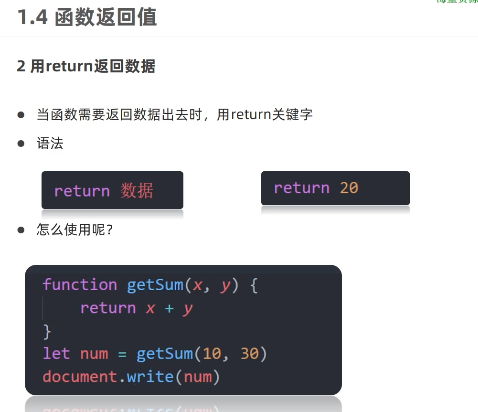 1.4 函数返回值
2 用return返回数据
● 当函数需要返回数据出去时，用return关键字
● 语法
return 数据
return 20
● 怎么使用呢？
function getSum(x, y) {
    return x + y
}
let num = getSum(10, 30)
document.write(num)